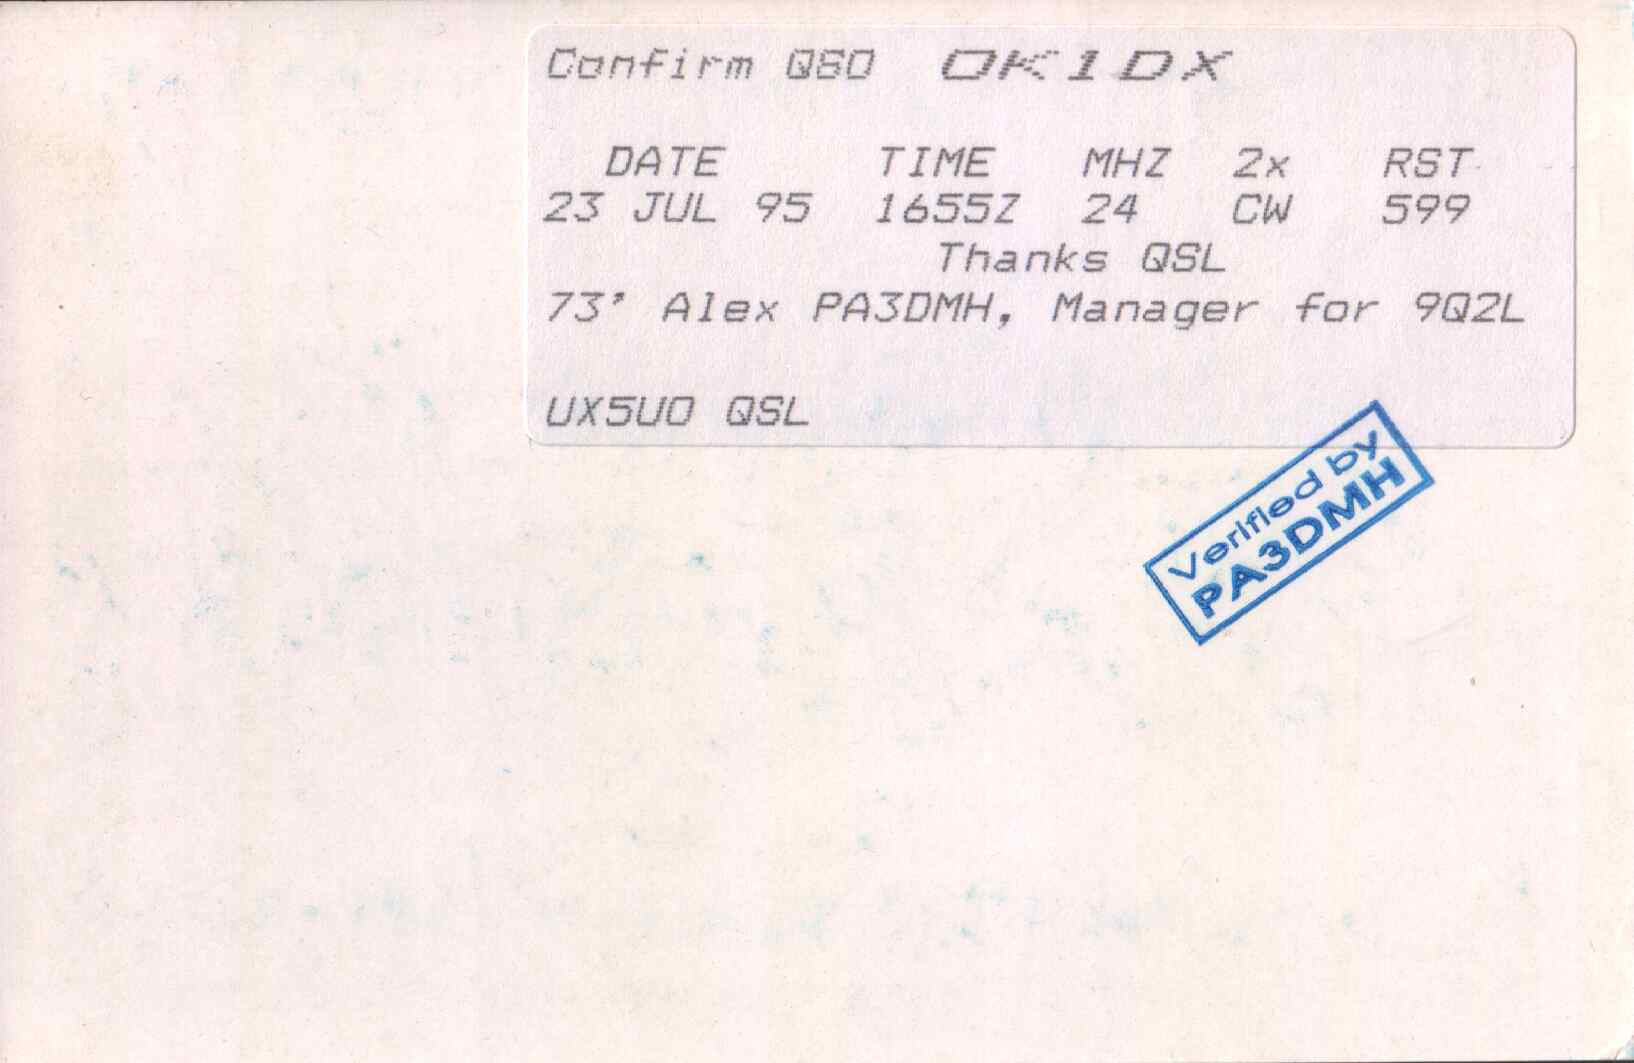 Confirm QSO OK1DX
DATE TIME MHZ 2x RST
23 JUL 95 1655Z 24 CW 599
Thanks QSL
73' Alex PA3DMH, Manager for 9Q2L
UX5UO QSL
Verified by
PA3DMH